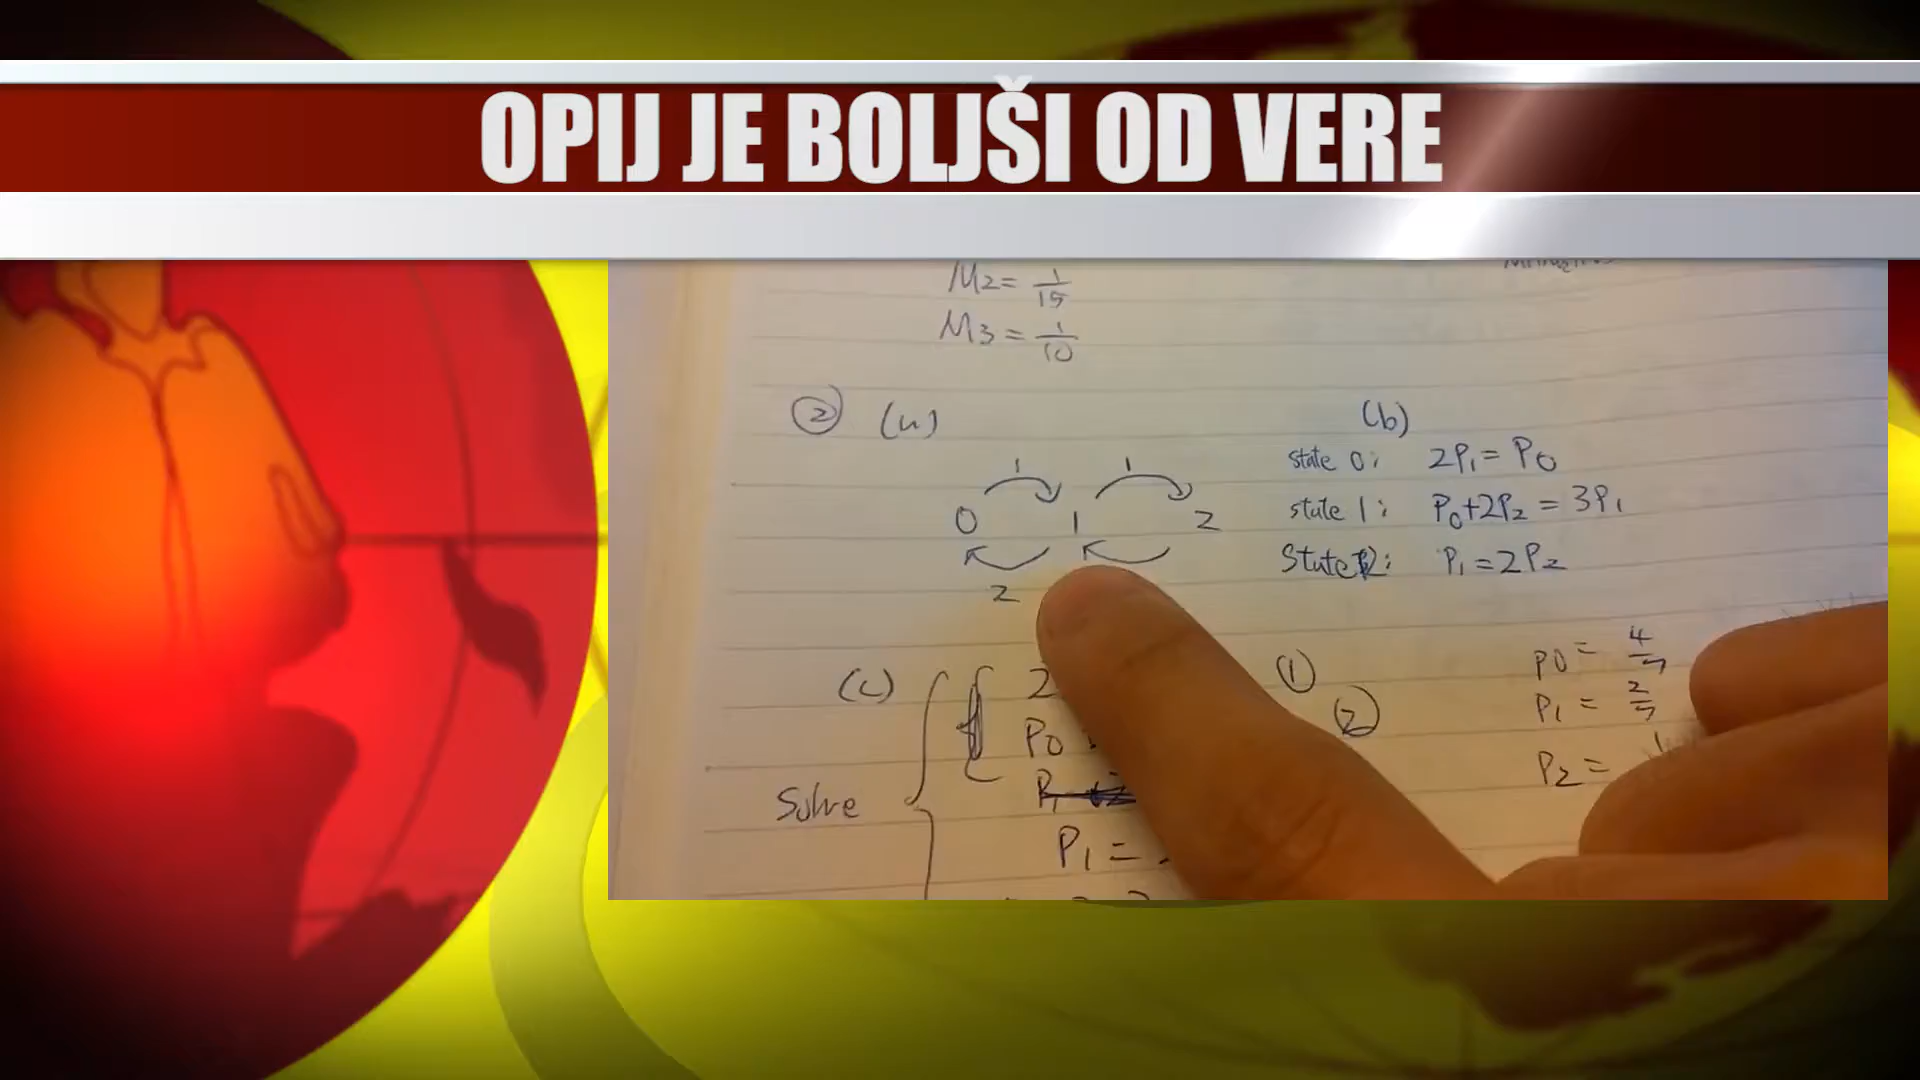 OPIJ JE BOLJŠI OD VERE
M2 = 1/15
M3 = 1/10
② (a)
(b)
1 1
0 1 2
2
state 0: 2P1 = P0
state 1: P0+2P2 = 3P1
State 2: P1 = 2P2
(c)
2
P0
P1
Solve
P1 =
① 
②
P0 = 4/7
P1 = 2/7
P2 =